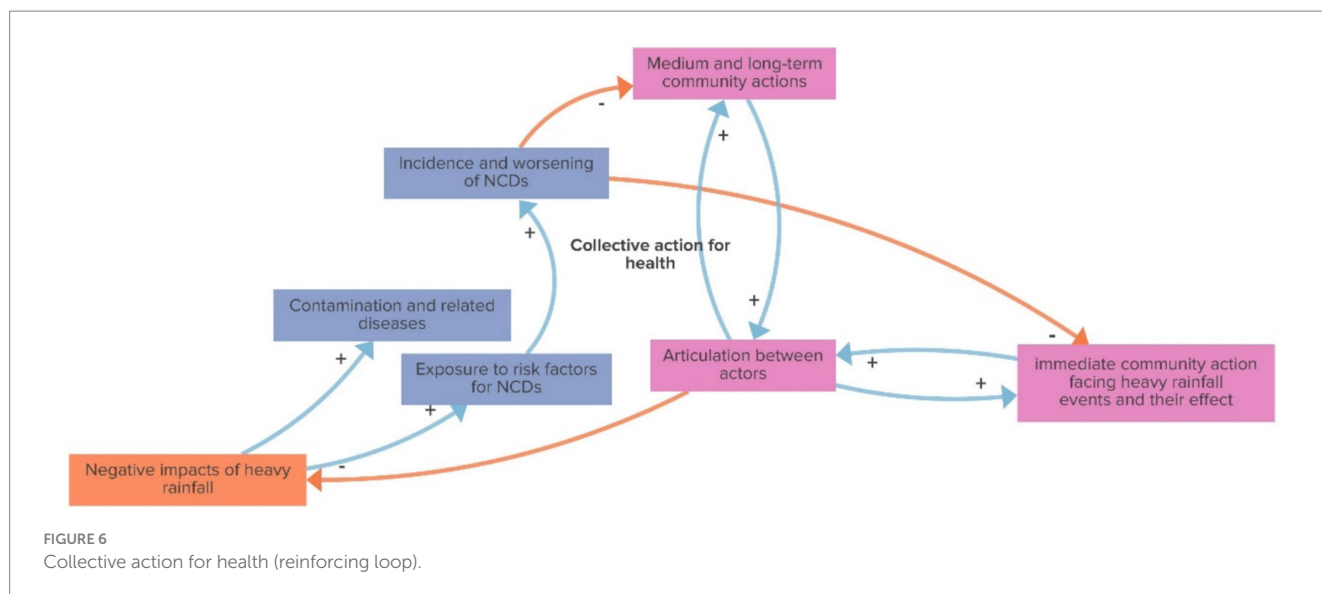 Medium and long-term
community actions
-
+
Incidence and worsening
of NCDs
+
Collective action for
health
Contamination and related
diseases
+
+
-
Articulation between
actors
+
immediate community action
facing heavy rainfall
events and their effect
Exposure to risk factors
for NCDs
+
+
-
Negative impacts of heavy
rainfall
FIGURE 6
Collective action for health (reinforcing loop).